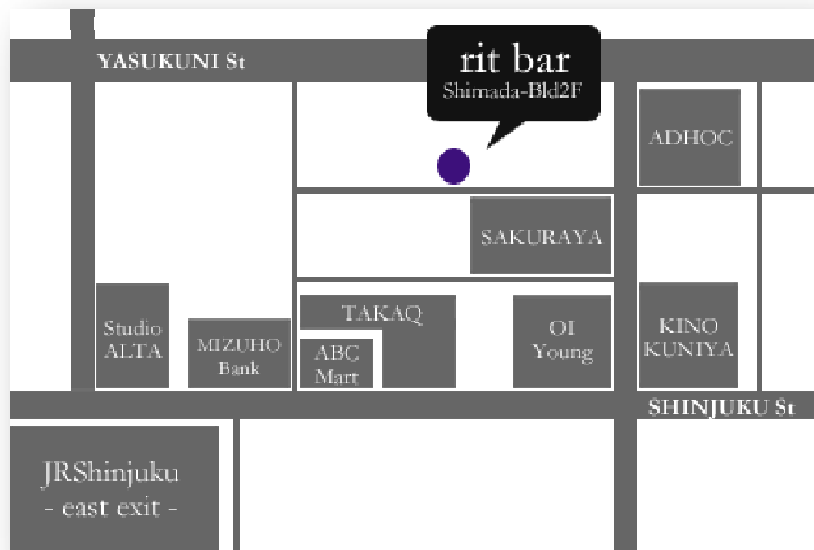 YASUKUNI St
rit bar
Shimada-Bld2F
ADHOC
SAKURAYA
Studio
ALTA
MIZUHO
Bank
TAKAQ
ABC
Mart
OI
Young
KINO
KUNIYA
SHINJUKU St
JRShinjuku
- east exit -